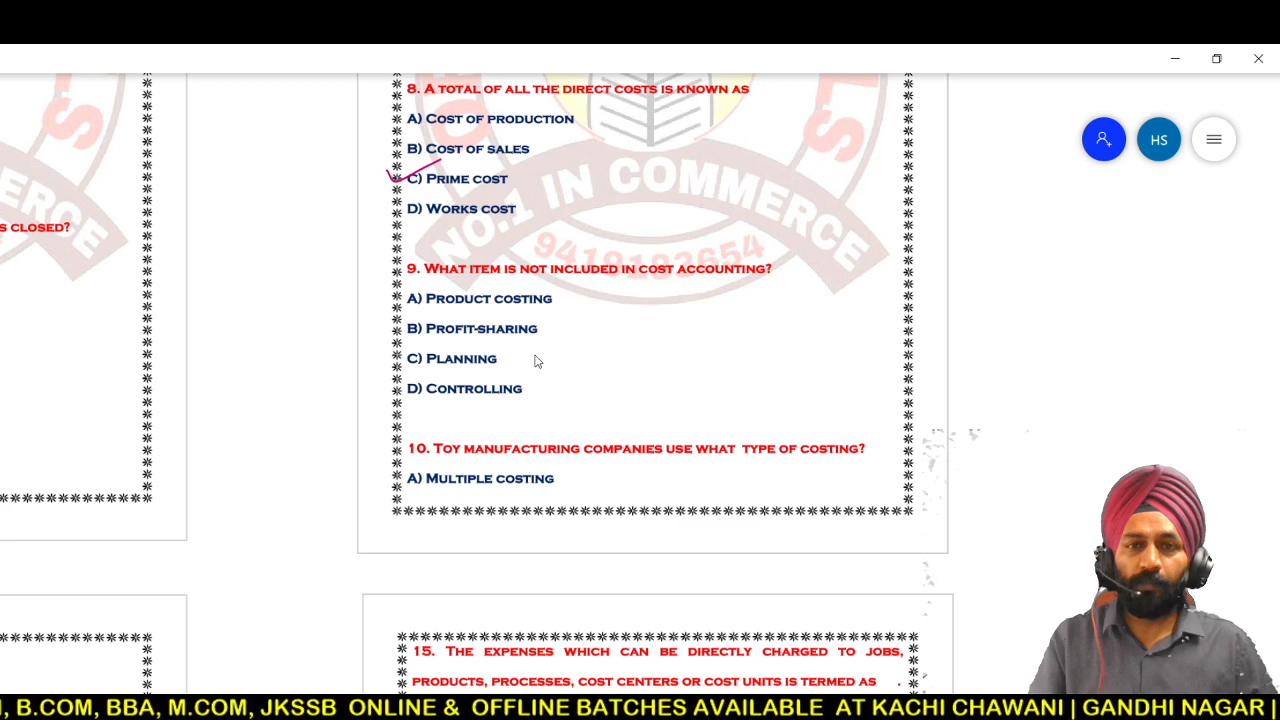 S CLOSED?
8. A TOTAL OF ALL THE DIRECT COSTS IS KNOWN AS
A) COST OF PRODUCTION
B) COST OF SALES
C) PRIME COST
D) WORKS COST
NO.1 IN COMMERCE
9419183654
9. WHAT ITEM IS NOT INCLUDED IN COST ACCOUNTING?
A) PRODUCT COSTING
B) PROFIT-SHARING
C) PLANNING
D) CONTROLLING
10. TOY MANUFACTURING COMPANIES USE WHAT TYPE OF COSTING?
A) MULTIPLE COSTING
15. THE EXPENSES WHICH CAN BE DIRECTLY CHARGED TO JOBS,
PRODUCTS, PROCESSES, COST CENTERS OR COST UNITS IS TERMED AS .
HS
, B.COM, BBA, M.COM, JKSSB ONLINE & OFFLINE BATCHES AVAILABLE AT KACHI CHAWANI | GANDHI NAGAR |